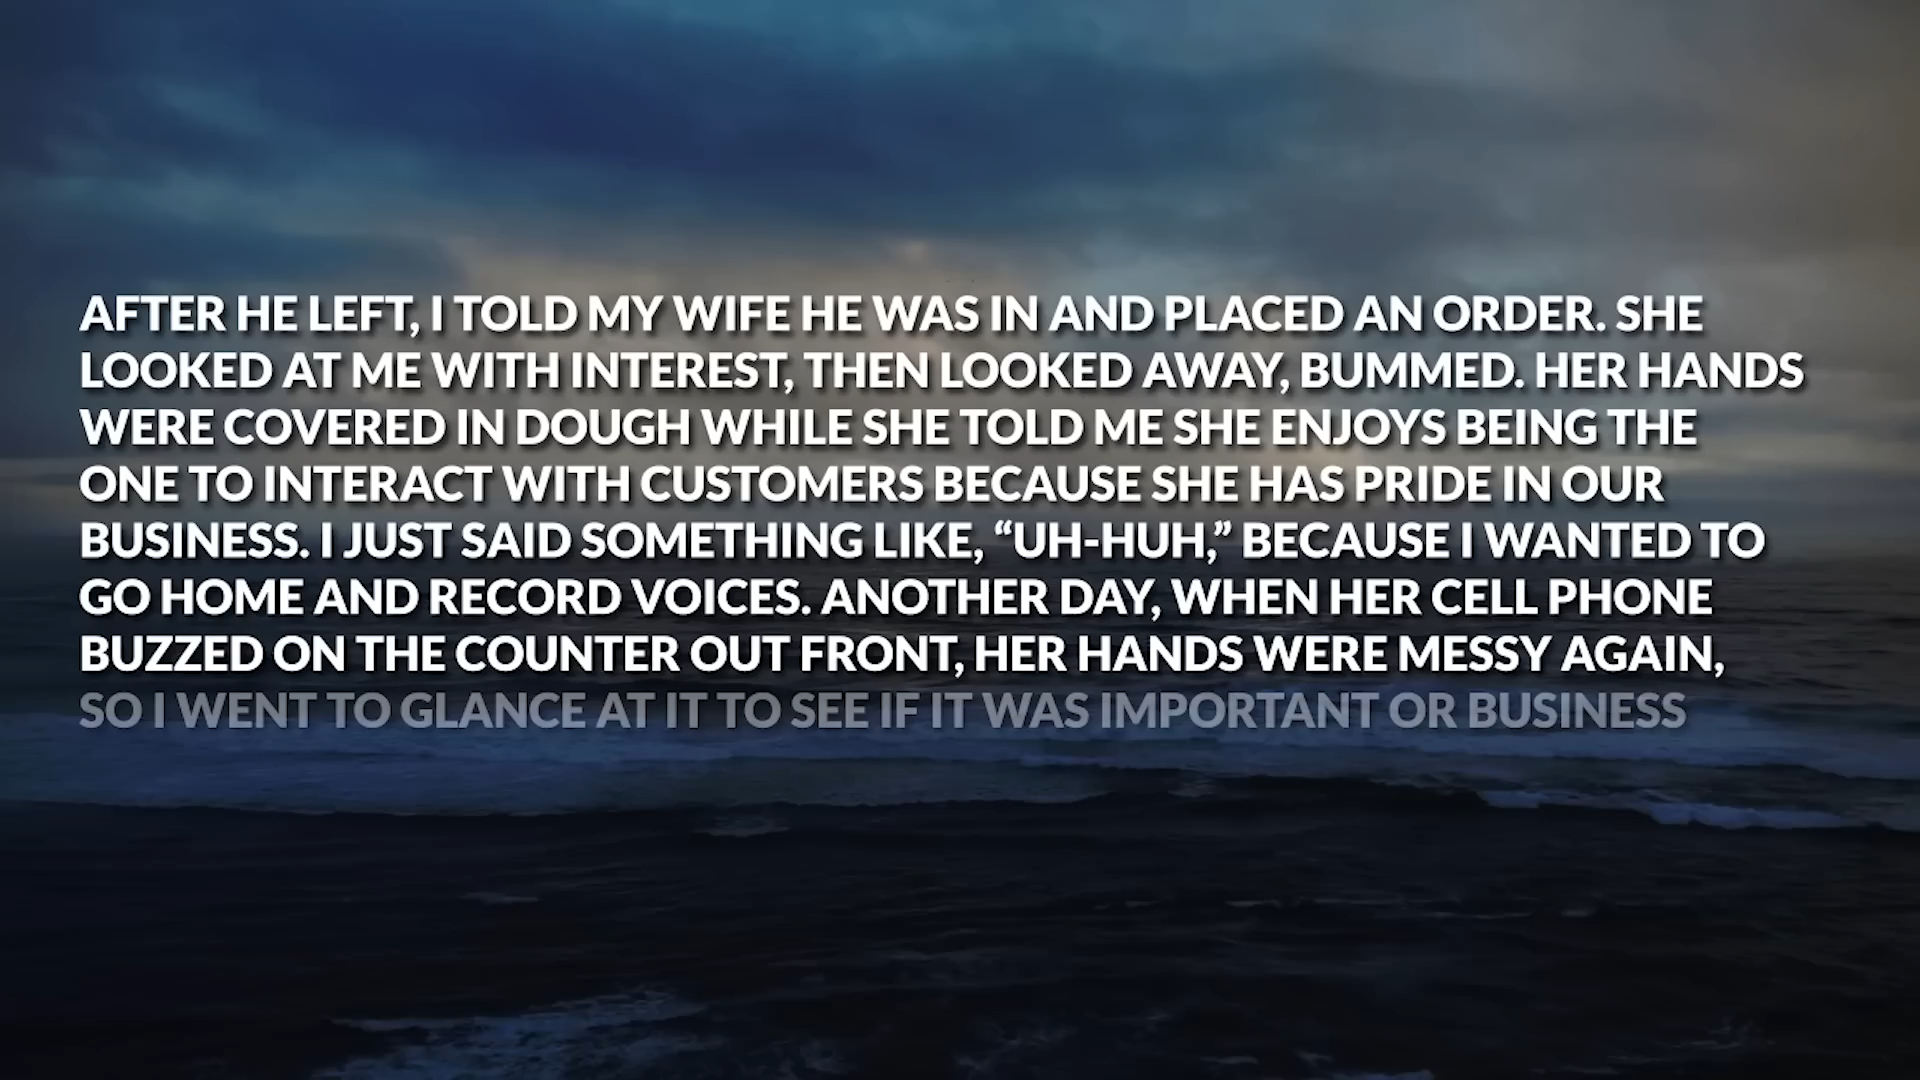 AFTER HE LEFT, I TOLD MY WIFE HE WAS IN AND PLACED AN ORDER. SHE
LOOKED AT ME WITH INTEREST, THEN LOOKED AWAY, BUMMED. HER HANDS
WERE COVERED IN DOUGH WHILE SHE TOLD ME SHE ENJOYS BEING THE
ONE TO INTERACT WITH CUSTOMERS BECAUSE SHE HAS PRIDE IN OUR
BUSINESS. I JUST SAID SOMETHING LIKE, “UH-HUH,” BECAUSE I WANTED TO
GO HOME AND RECORD VOICES. ANOTHER DAY, WHEN HER CELL PHONE
BUZZED ON THE COUNTER OUT FRONT, HER HANDS WERE MESSY AGAIN,
SO I WENT TO GLANCE AT IT TO SEE IF IT WAS IMPORTANT OR BUSINESS